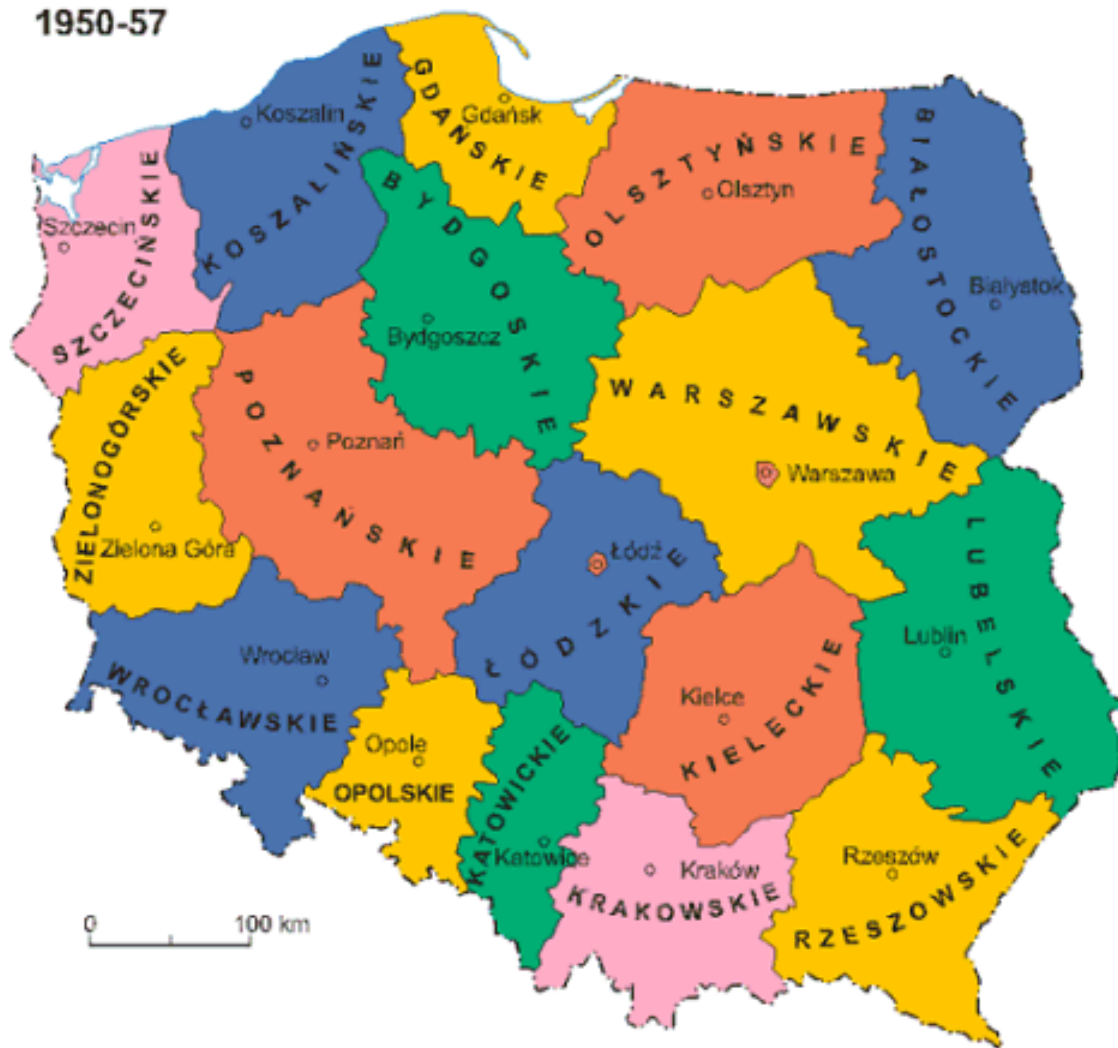 1950-57
GDAŃSKIE
Gdańsk
KOSZALIŃSKIE
Koszalin
BIAŁOSTOCKIE
Białystok
OLSZTYŃSKIE
Olsztyn
SZCZECIŃSKIE
Szczecin
BYDGOSKIE
Bydgoszcz
WARSZAWSKIE
Warszawa
POZNAŃSKIE
Poznań
ZIELONOGÓRSKIE
Zielona Góra
ŁÓDZKIE
Łódź
LUBELSKIE
Lublin
WROCŁAWSKIE
Wrocław
KIELECKIE
Kielce
Opole
OPOLSKIE
KATOWICKIE
Katowice
Kraków
KRAKOWSKIE
Rzeszów
RZESZOWSKIE
0 100 km